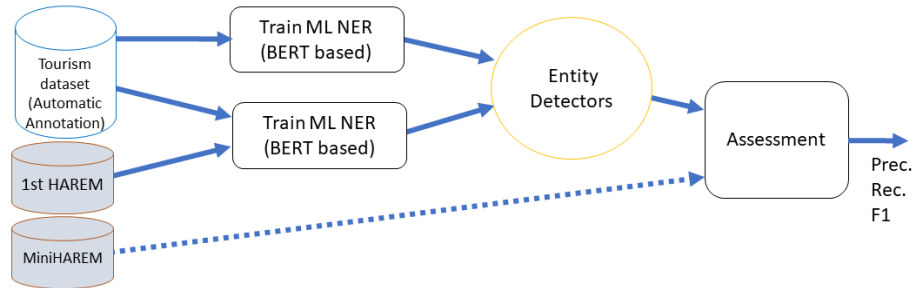 Tourism
dataset
(Automatic
Annotation)
1st HAREM
MiniHAREM
Train ML NER
(BERT based)
Train ML NER
(BERT based)
Entity
Detectors
Assessment
Prec.
Rec.
F1